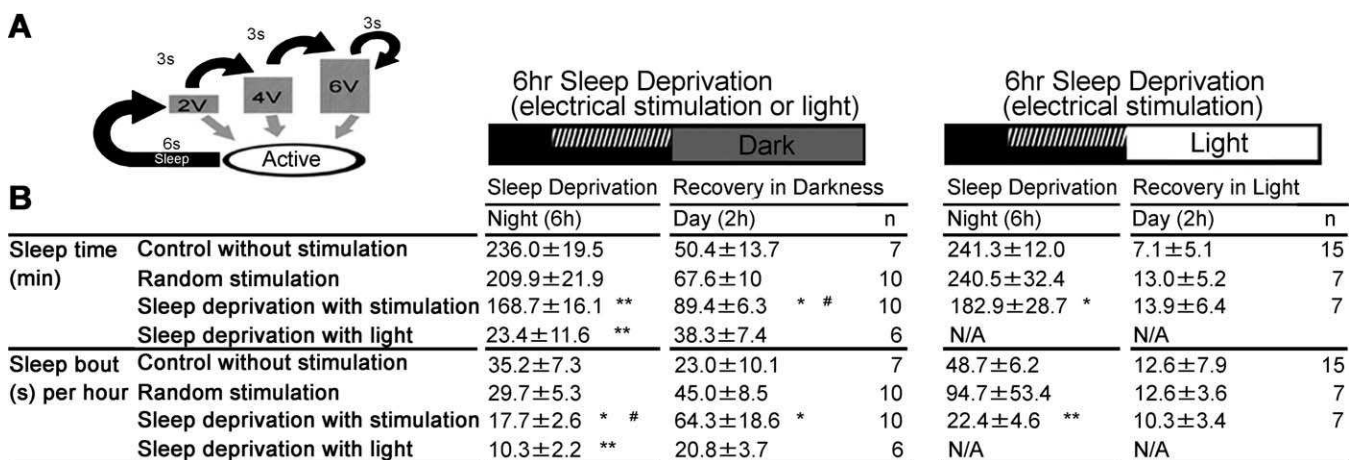 A
3s
3s
3s
2V
4V
6V
6s
Sleep
Active
6hr Sleep Deprivation
(electrical stimulation or light)
Dark
6hr Sleep Deprivation
(electrical stimulation)
Light
B
Sleep Deprivation Recovery in Darkness Sleep Deprivation Recovery in Light
Night (6h) Day (2h) n Night (6h) Day (2h) n
Sleep time Control without stimulation 236.0±19.5 50.4±13.7 7 241.3±12.0 7.1±5.1 15
(min) Random stimulation 209.9±21.9 67.6±10 10 240.5±32.4 13.0±5.2 7
Sleep deprivation with stimulation 168.7±16.1 ** 89.4±6.3 * # 10 182.9±28.7 * 13.9±6.4 7
Sleep deprivation with light 23.4±11.6 ** 38.3±7.4 6 N/A N/A
Sleep bout Control without stimulation 35.2±7.3 23.0±10.1 7 48.7±6.2 12.6±7.9 15
(s) per hour Random stimulation 29.7±5.3 45.0±8.5 10 94.7±53.4 12.6±3.6 7
Sleep deprivation with stimulation 17.7±2.6 * # 64.3±18.6 * 10 22.4±4.6 ** 10.3±3.4 7
Sleep deprivation with light 10.3±2.2 ** 20.8±3.7 6 N/A N/A